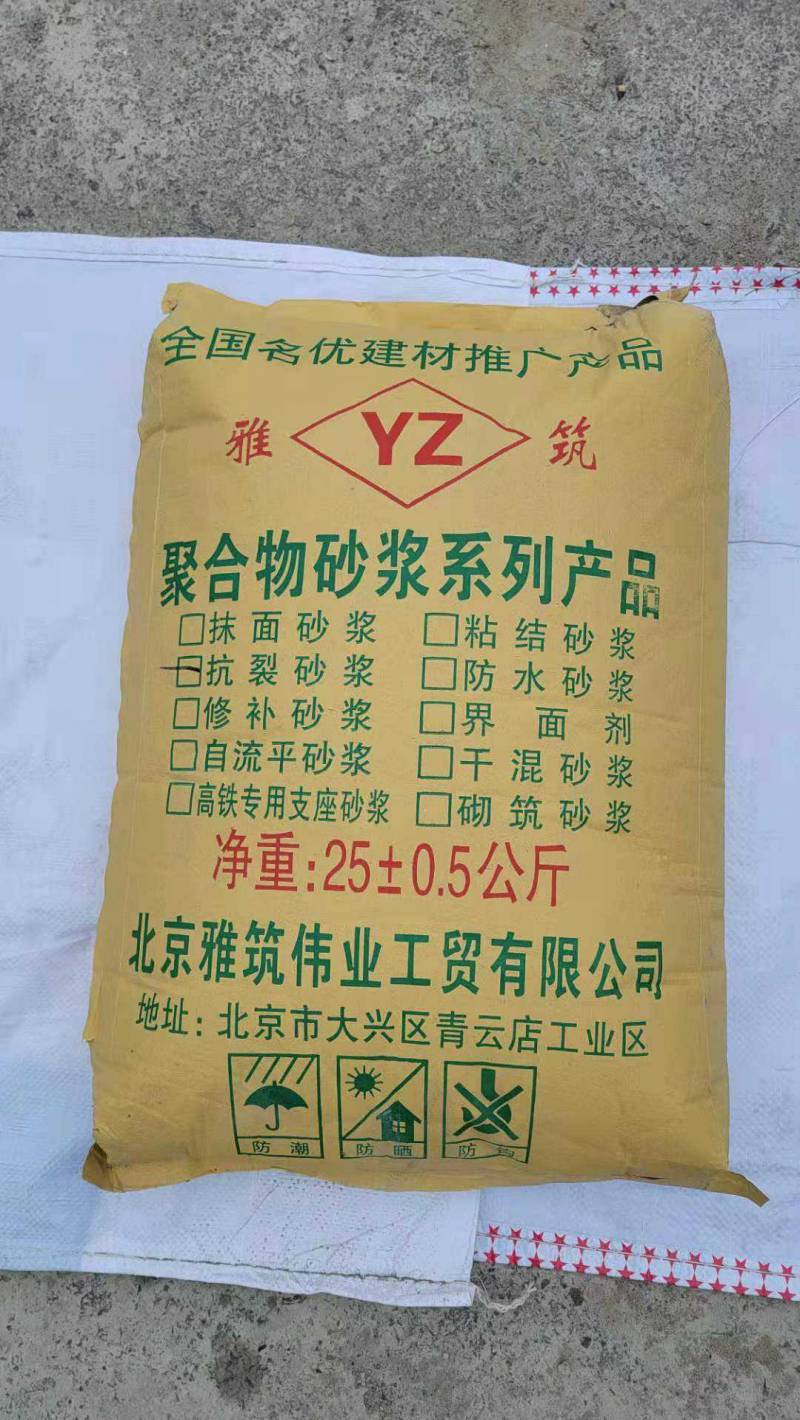 全国名优建材推广产品
雅 YZ 筑
聚合物砂浆系列产品
□抹面砂浆 □粘结砂浆
□抗裂砂浆 □防水砂浆
□修补砂浆 □界面剂
□自流平砂浆 □干混砂浆
□高铁专用支座砂浆 □砌筑砂浆
净重:25±0.5公斤
北京雅筑伟业工贸有限公司
地址:北京市大兴区青云店工业区
防潮 防晒 防钩